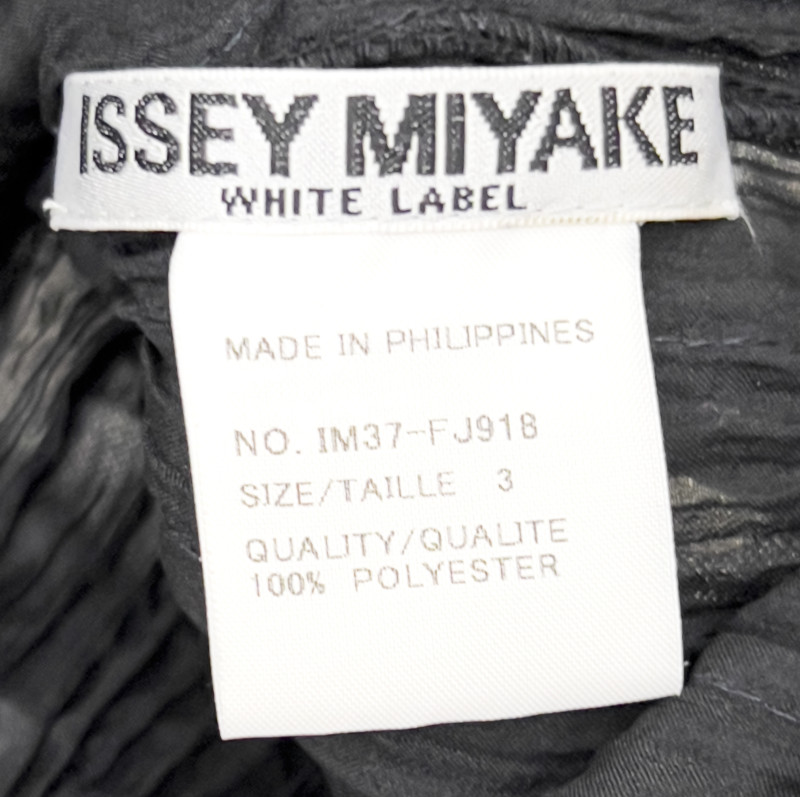 ISSEY MIYAKE
WHITE LABEL
MADE IN PHILIPPINES
NO. IM37-FJ918
SIZE/TAILLE 3
QUALITY/QUALITE
100% POLYESTER